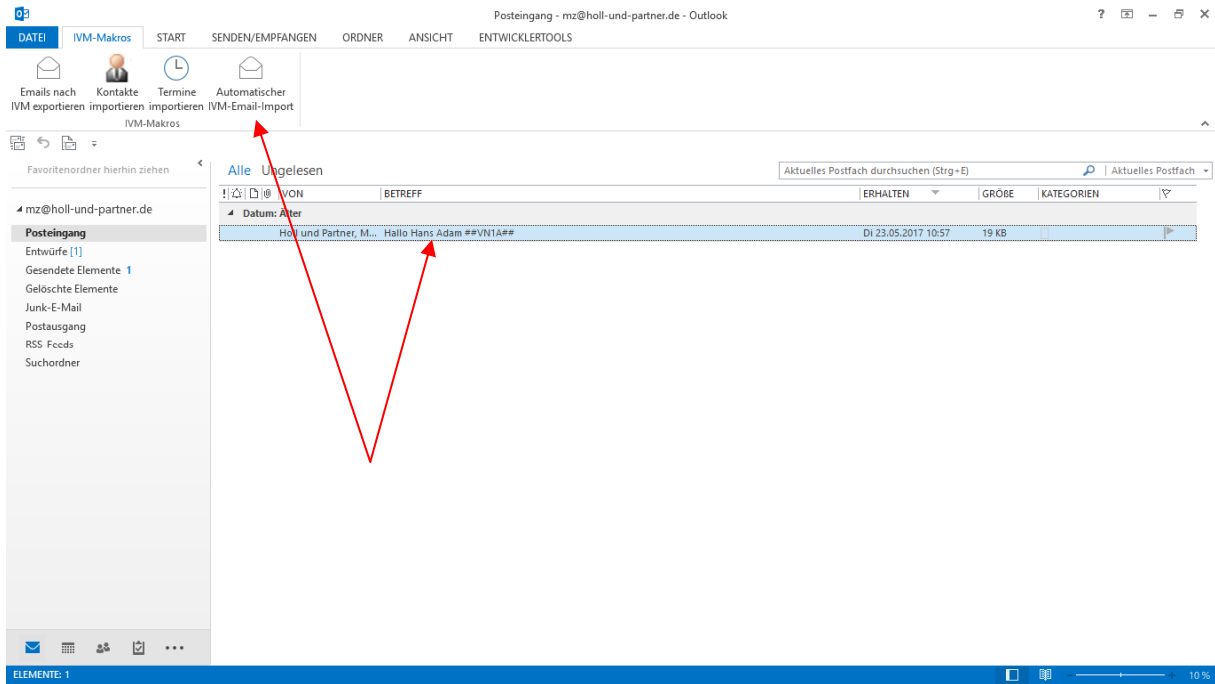 Posteingang - mz@holl-und-partner.de - Outlook
DATEI IVM-Makros START SENDEN/EMPFANGEN ORDNER ANSICHT ENTWICKLERTOOLS
Emails nach Kontakte Termine Automatischer
IVM exportieren importieren importieren IVM-Email-Import
IVM-Makros
Favoritenordner hierhin ziehen
Alle Ungelesen
Aktuelles Postfach durchsuchen (Strg+E) Aktuelles Postfach
VON BETREFF ERHALTEN GRÖßE KATEGORIEN
mz@holl-und-partner.de
Datum: Älter
Posteingang
Holl und Partner, M... Hallo Hans Adam ##VN1A## Di 23.05.2017 10:57 19 KB
Entwürfe [1]
Gesendete Elemente 1
Gelöschte Elemente
Junk-E-Mail
Postausgang
RSS Feeds
Suchordner
ELEMENTE: 1
10 %